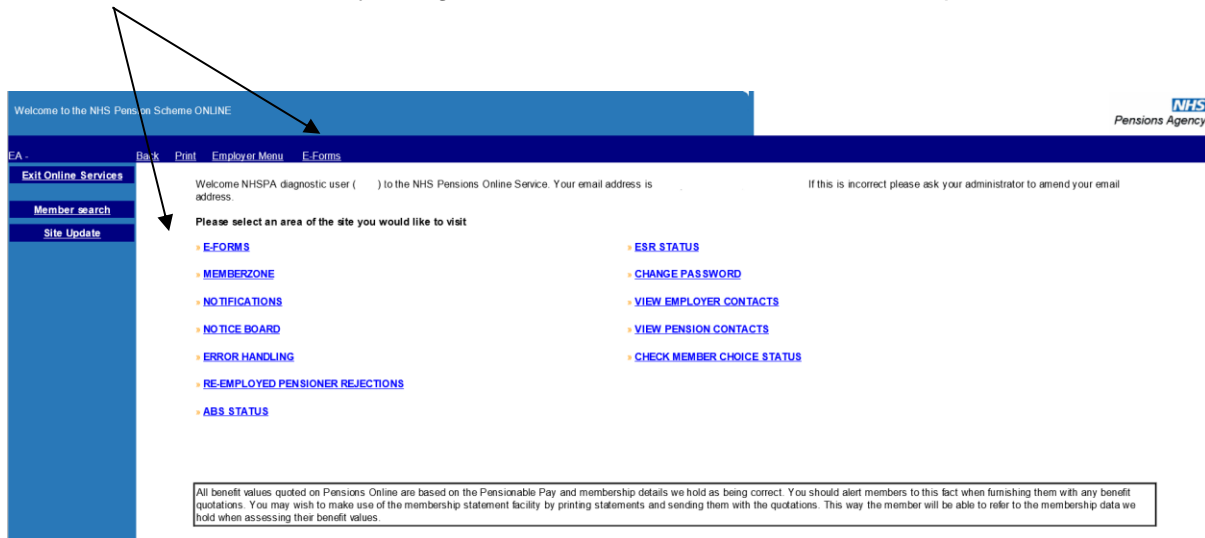 Welcome to the NHS Pension Scheme ONLINE
NHS
Pensions Agency
EA - Back Print Employer Menu E-Forms
Exit Online Services
Member search
Site Update
Welcome NHSPA diagnostic user ( ) to the NHS Pensions Online Service. Your email address is . If this is incorrect please ask your administrator to amend your email
address.
Please select an area of the site you would like to visit
» E-FORMS
» MEMBERZONE
» NOTIFICATIONS
» NOTICE BOARD
» ERROR HANDLING
» RE-EMPLOYED PENSIONER REJECTIONS
» ABS STATUS
» ESR STATUS
» CHANGE PASSWORD
» VIEW EMPLOYER CONTACTS
» VIEW PENSION CONTACTS
» CHECK MEMBER CHOICE STATUS
All benefit values quoted on Pensions Online are based on the Pensionable Pay and membership details we hold as being correct. You should alert members to this fact when furnishing them with any benefit
quotations. You may wish to make use of the membership statement facility by printing statements and sending them with the quotations. This way the member will be able to refer to the membership data we
hold when assessing their benefit values.